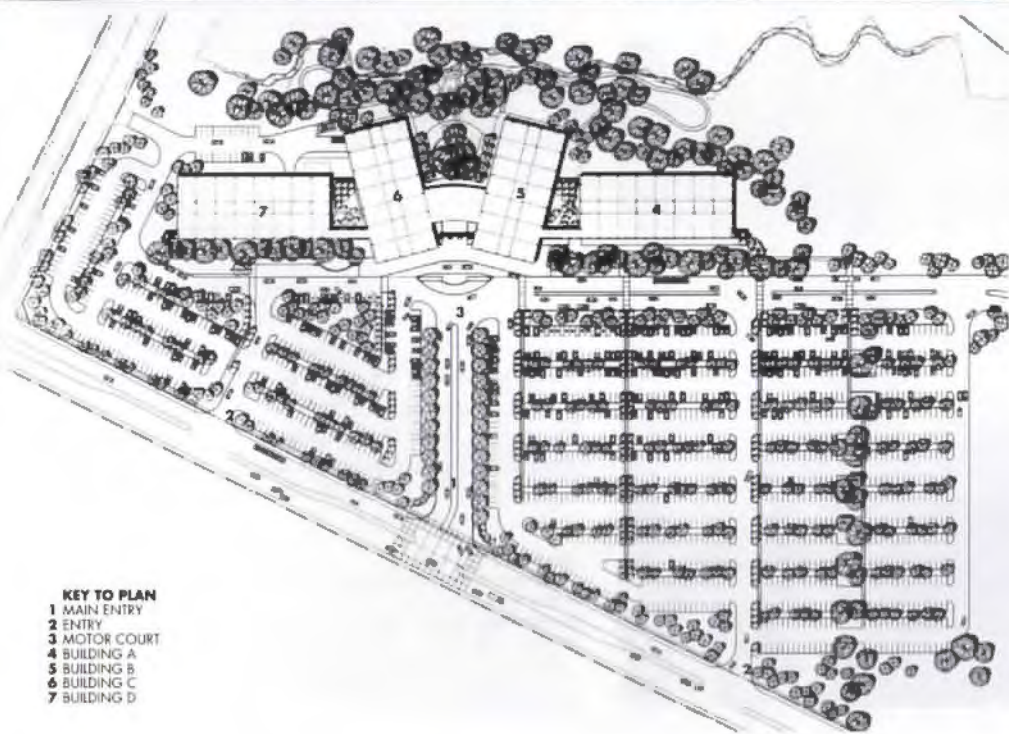 7
6
5
4
3
2
1
2
KEY TO PLAN
1 MAIN ENTRY
2 ENTRY
3 MOTOR COURT
4 BUILDING A
5 BUILDING B
6 BUILDING C
7 BUILDING D